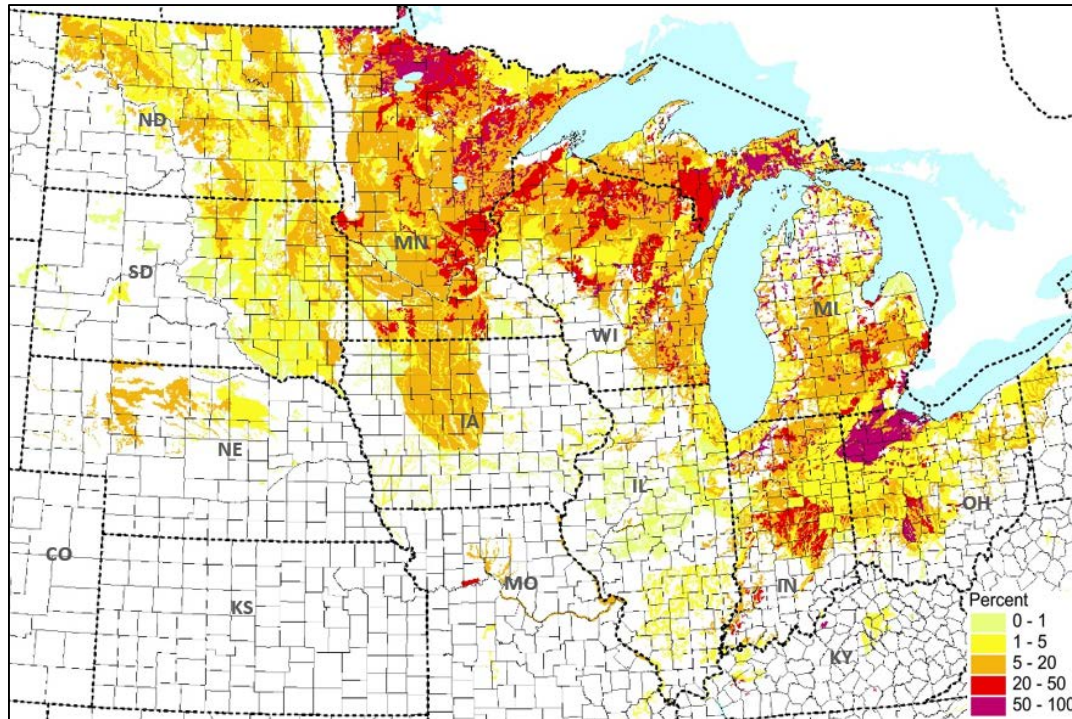 ND
MN
SD
WI
MI
IA
NE
IL
OH
CO
MO
IN
KS
KY
Percent
0 - 1
1 - 5
5 - 20
20 - 50
50 - 100